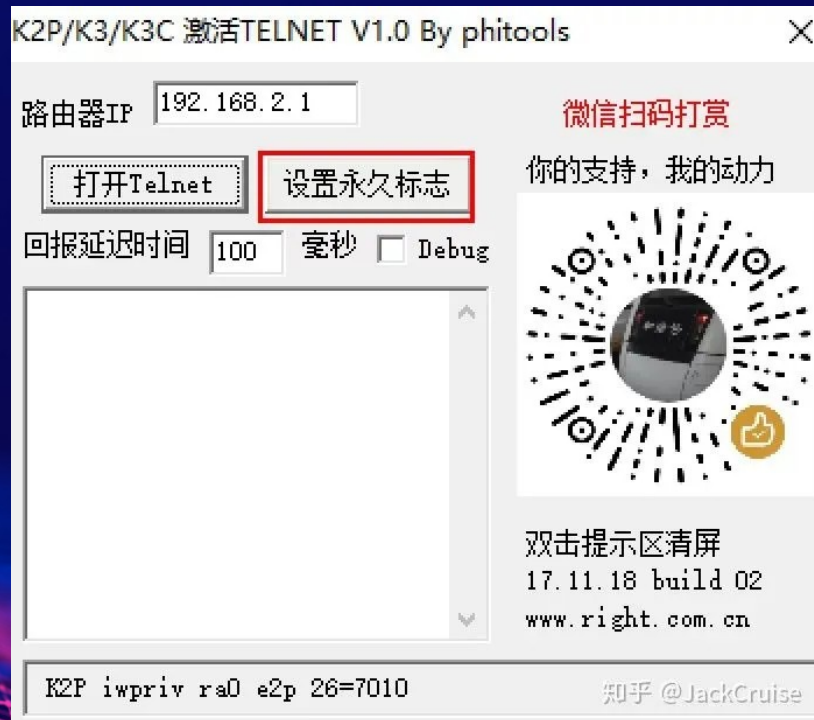 K2P/K3/K3C 激活TELNET V1.0 By phitools
路由器IP 192.168.2.1
微信扫码打赏
打开Telnet 设置永久标志
你的支持，我的动力
回报延迟时间 100 毫秒 Debug
双击提示区清屏
17.11.18 build 02
www.right.com.cn
K2P iwpriv ra0 e2p 26=7010
知乎 @JackCruise